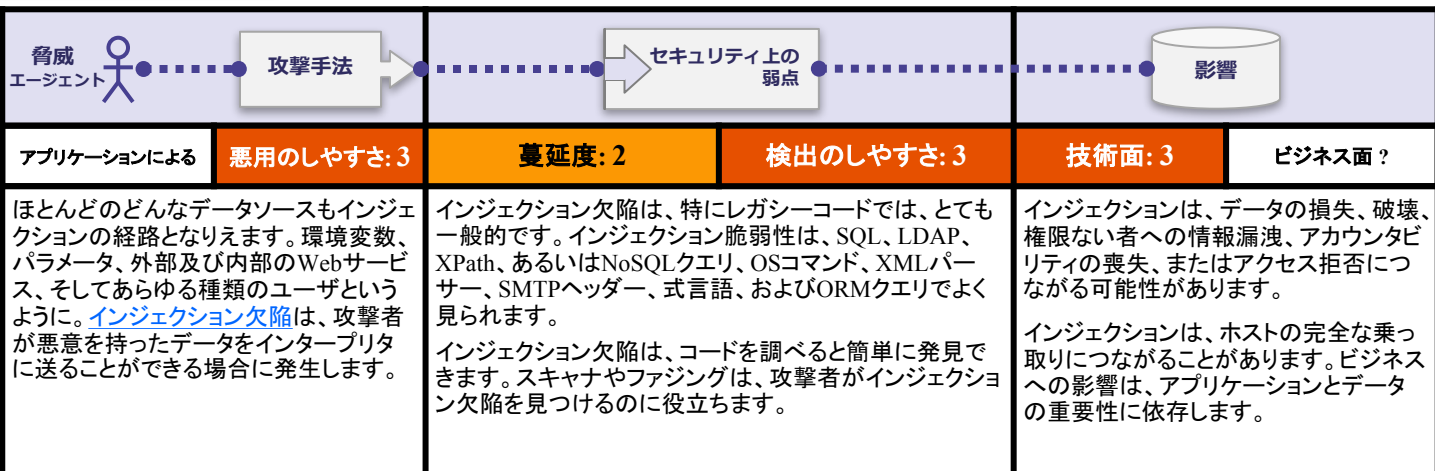 脅威
エージェント
攻撃手法
セキュリティ上の
弱点
影響
アプリケーションによる
悪用のしやすさ: 3
蔓延度: 2
検出のしやすさ: 3
技術面: 3
ビジネス面 ?
ほとんどのどんなデータソースもインジェ
クションの経路となりえます。環境変数、
パラメータ、外部及び内部のWebサービ
ス、そしてあらゆる種類のユーザという
ように。インジェクション欠陥は、攻撃者
が悪意を持ったデータをインタープリタ
に送ることができる場合に発生します。
インジェクション欠陥は、特にレガシーコードでは、とても
一般的です。インジェクション脆弱性は、SQL、LDAP、
XPath、あるいはNoSQLクエリ、OSコマンド、XMLパー
サー、SMTPヘッダー、式言語、およびORMクエリでよく
見られます。
インジェクション欠陥は、コードを調べると簡単に発見で
きます。スキャナやファジングは、攻撃者がインジェクショ
ン欠陥を見つけるのに役立ちます。
インジェクションは、データの損失、破壊、
権限ない者への情報漏洩、アカウンタビ
リティの喪失、またはアクセス拒否につ
ながる可能性があります。
インジェクションは、ホストの完全な乗っ
取りにつながることがあります。ビジネス
への影響は、アプリケーションとデータ
の重要性に依存します。